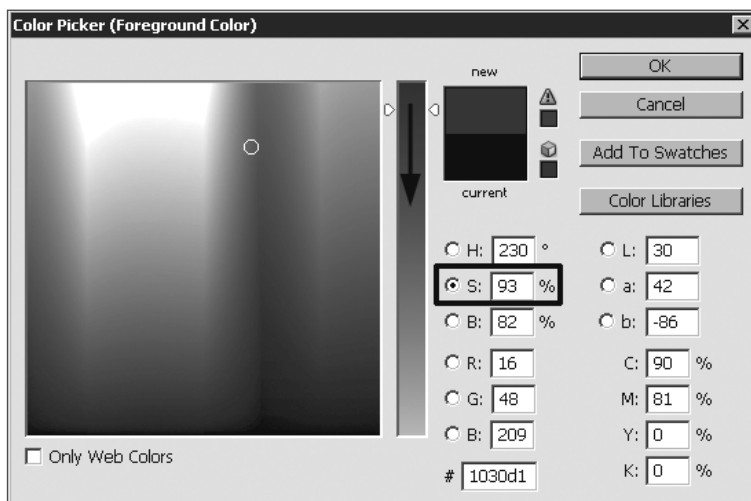 Color Picker (Foreground Color)
new
current
OK
Cancel
Add To Swatches
Color Libraries
H: 230 °
S: 93 %
B: 82 %
R: 16
G: 48
B: 209
# 1030d1
L: 30
a: 42
b: -86
C: 90 %
M: 81 %
Y: 0 %
K: 0 %
Only Web Colors